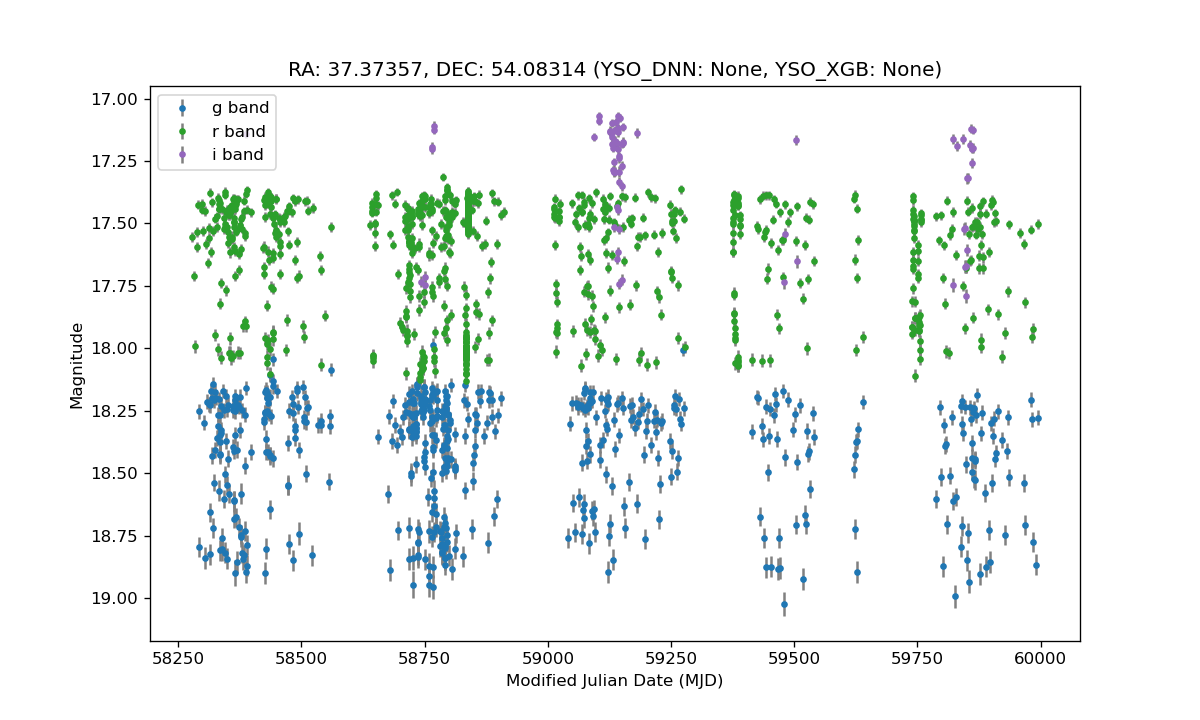 RA: 37.37357, DEC: 54.08314 (YSO_DNN: None, YSO_XGB: None)
g band
r band
i band
17.00
17.25
17.50
17.75
18.00
18.25
18.50
18.75
19.00
Magnitude
58250 58500 58750 59000 59250 59500 59750 60000
Modified Julian Date (MJD)